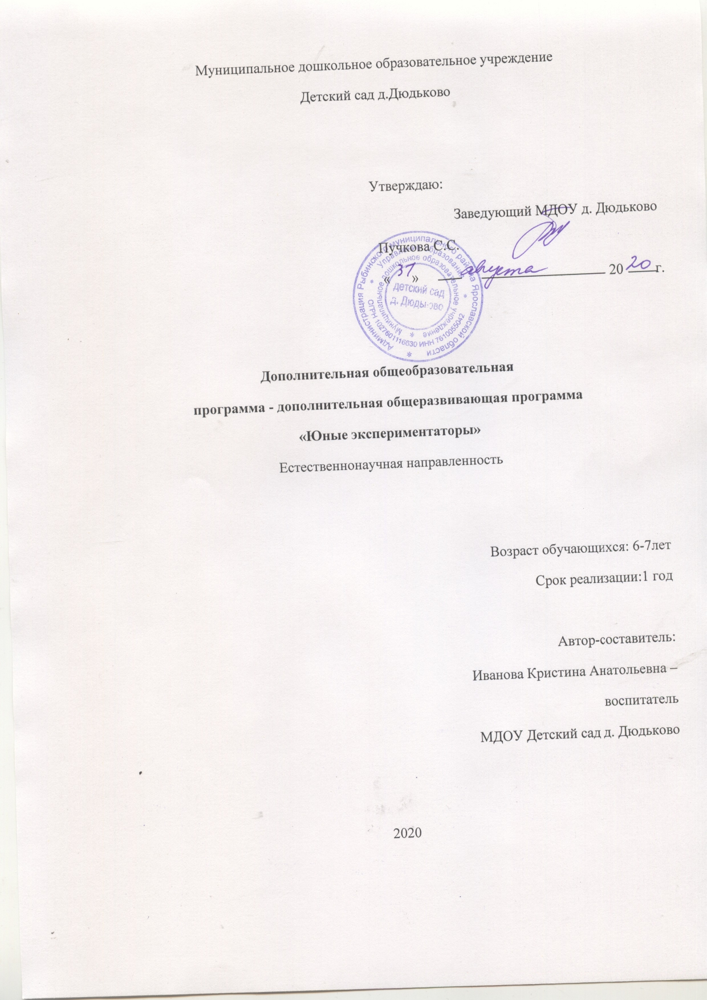 Муниципальное дошкольное образовательное учреждение
Детский сад д.Дюдьково
Утверждаю:
Заведующий МДОУ д. Дюдьково
Пучкова С.С.
« 31 » августа 20 20 г.
Администрация Рыбинского муниципального района Ярославской области
Управление образования
ОГРН 1027601116630 ИНН 7610055042
Муниципальное дошкольное образовательное учреждение
детский сад
д. Дюдьково
Дополнительная общеобразовательная
программа - дополнительная общеразвивающая программа
«Юные экспериментаторы»
Естественнонаучная направленность
Возраст обучающихся: 6-7лет
Срок реализации:1 год
Автор-составитель:
Иванова Кристина Анатольевна –
воспитатель
МДОУ Детский сад д. Дюдьково
2020